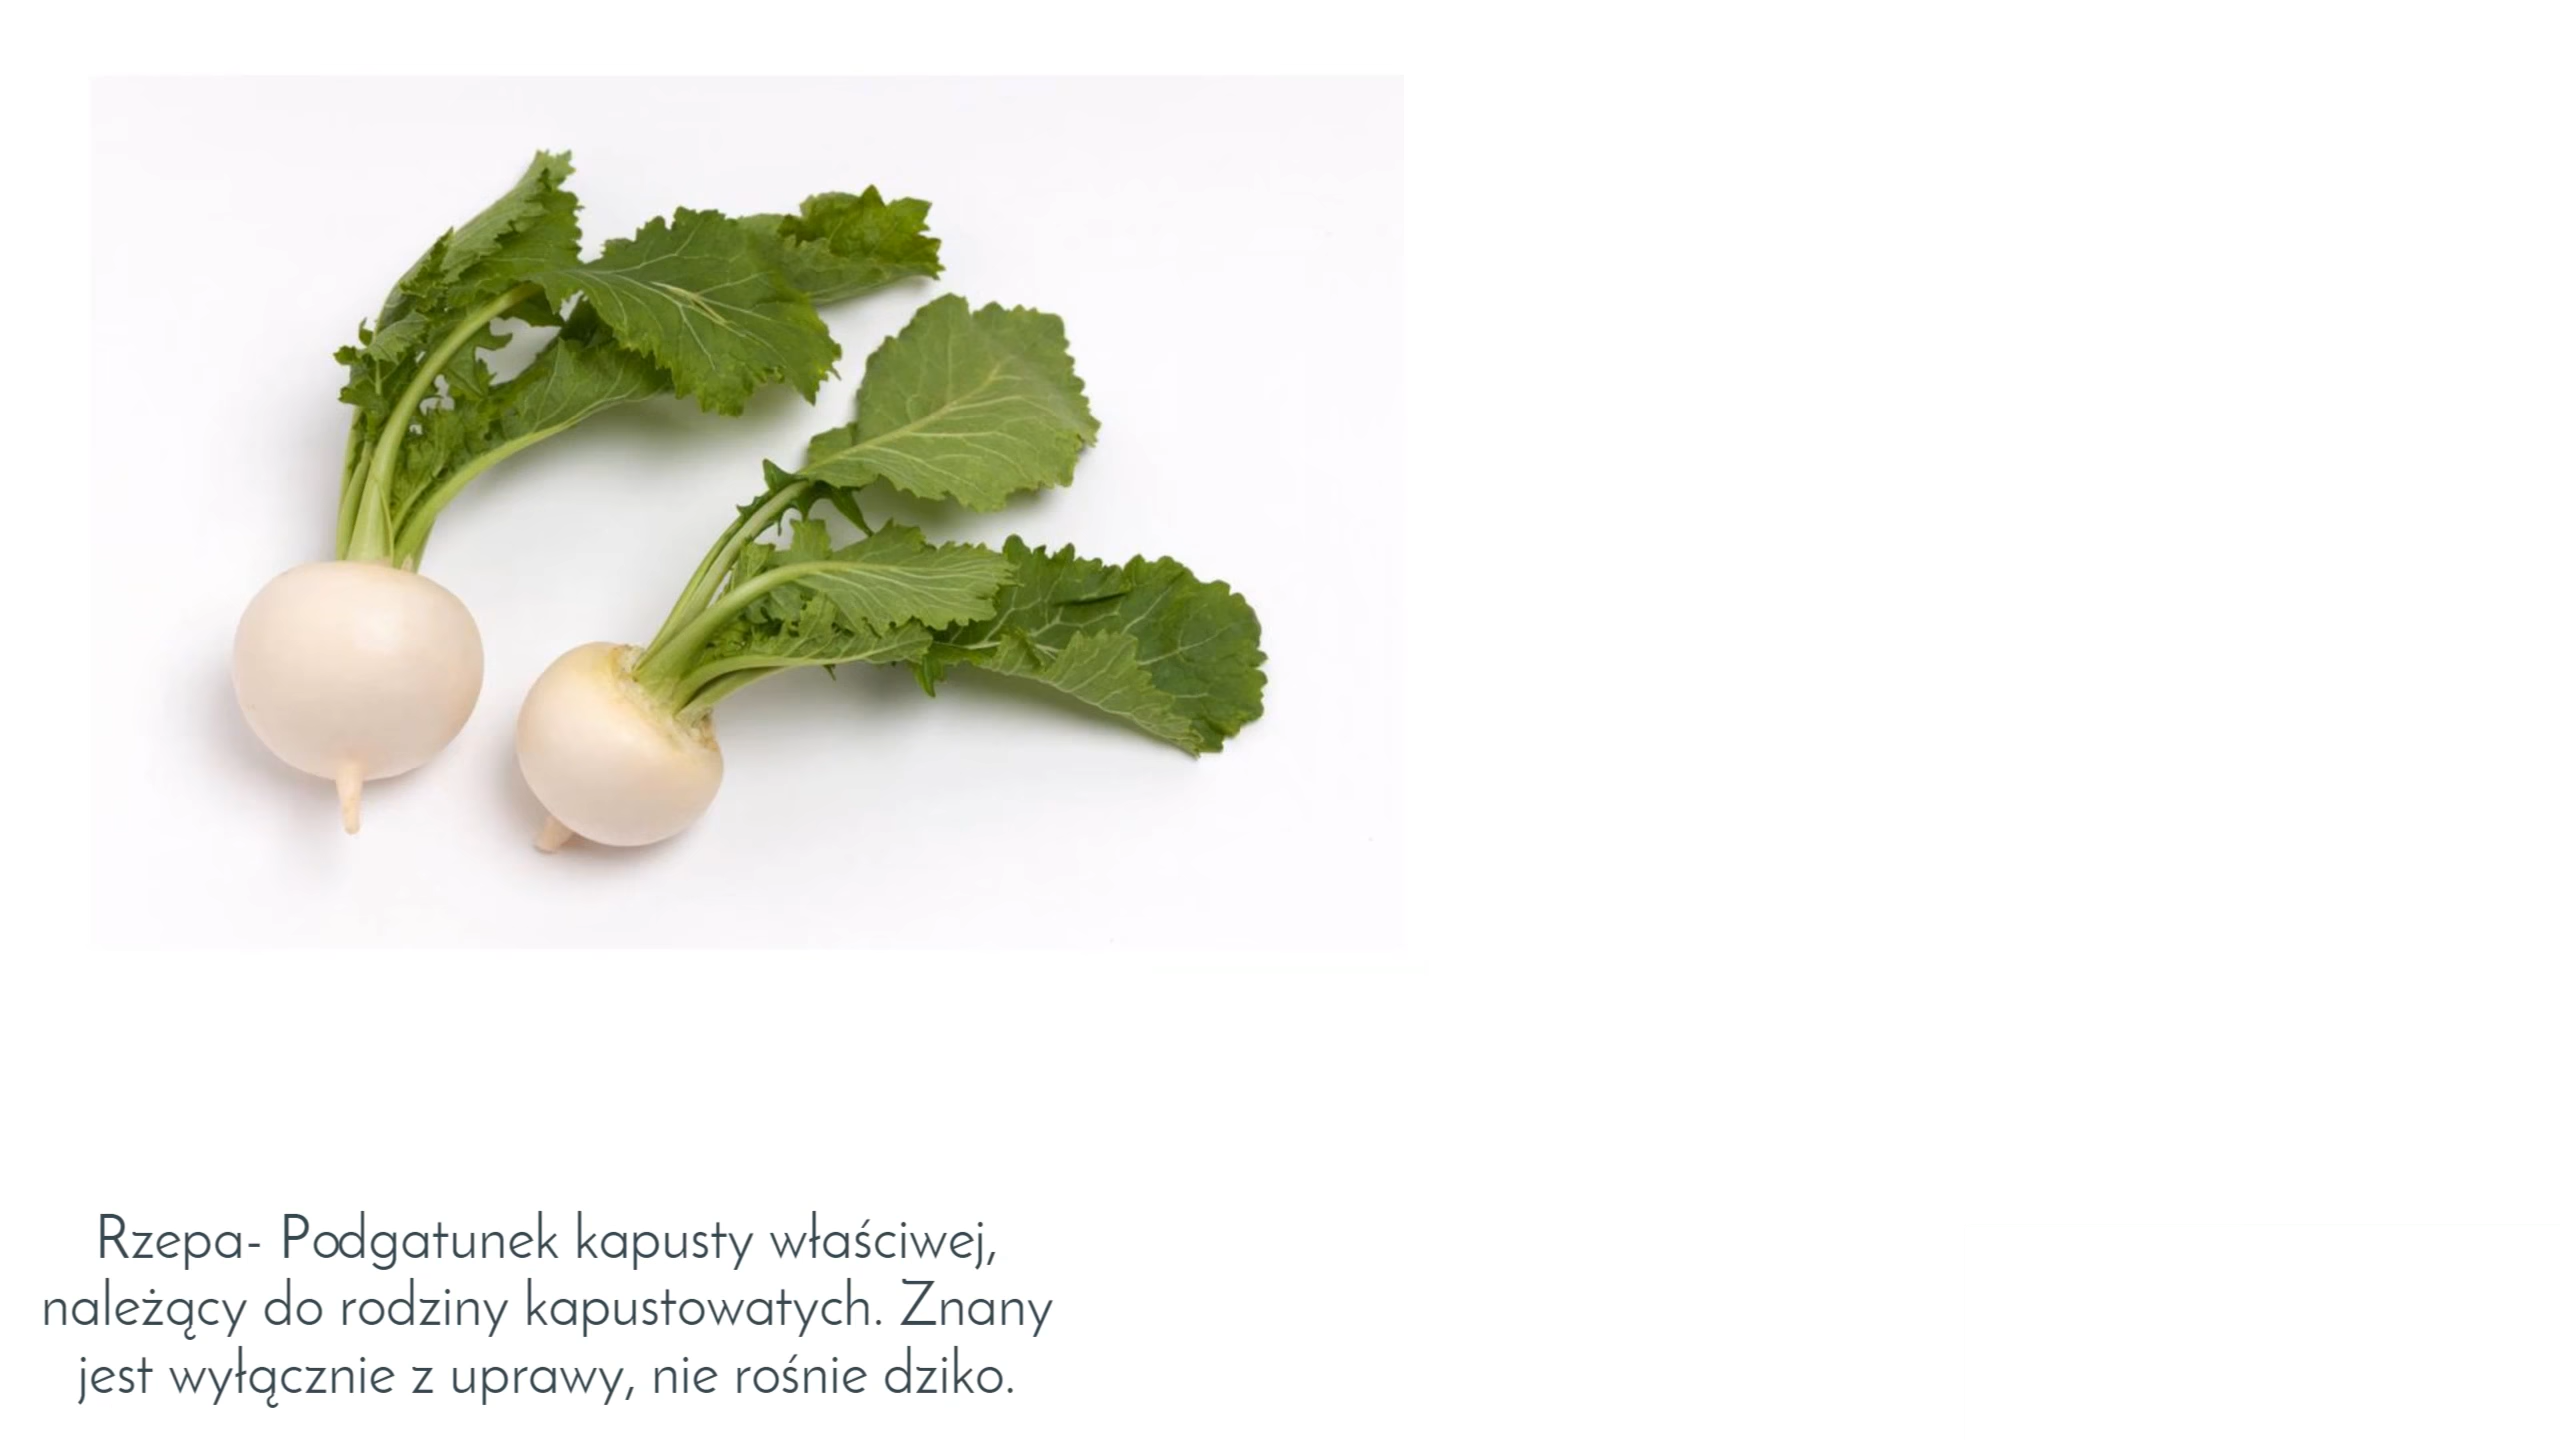 Rzepa- Podgatunek kapusty właściwej,
należący do rodziny kapustowatych. Znany
jest wyłącznie z uprawy, nie rośnie dziko.